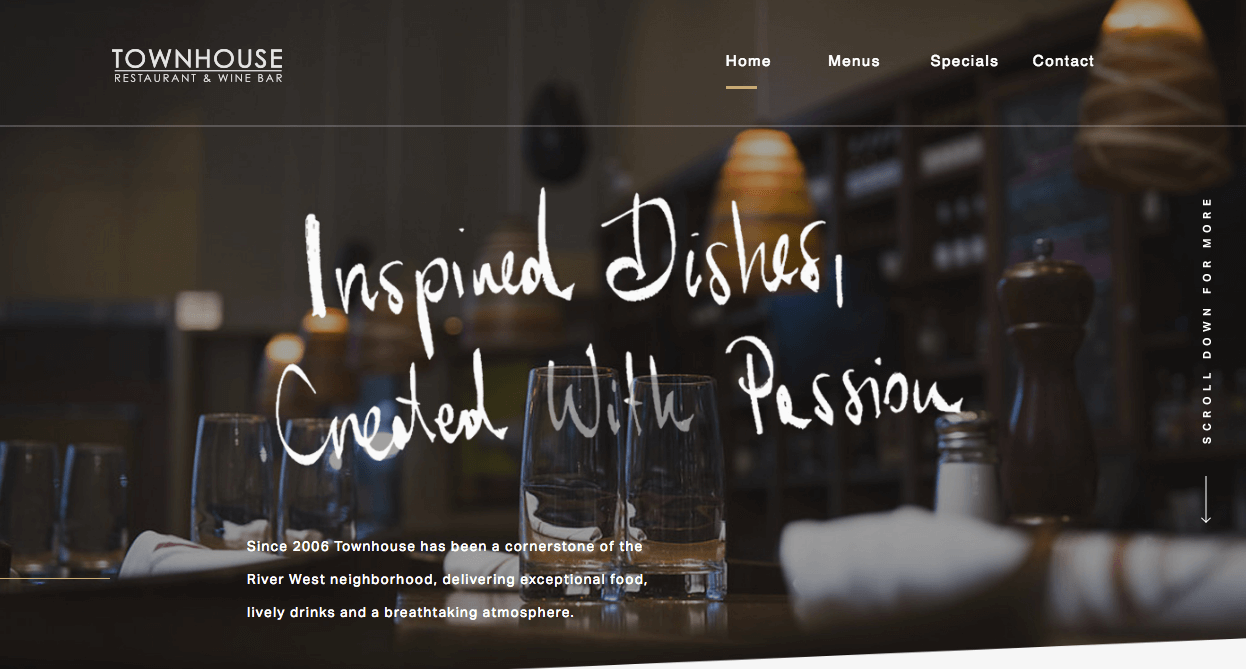 TOWNHOUSE
RESTAURANT & WINE BAR
Home Menus Specials Contact
Inspired Dishes,
Created With Passion
SCROLL DOWN FOR MORE
Since 2006 Townhouse has been a cornerstone of the
River West neighborhood, delivering exceptional food,
lively drinks and a breathtaking atmosphere.